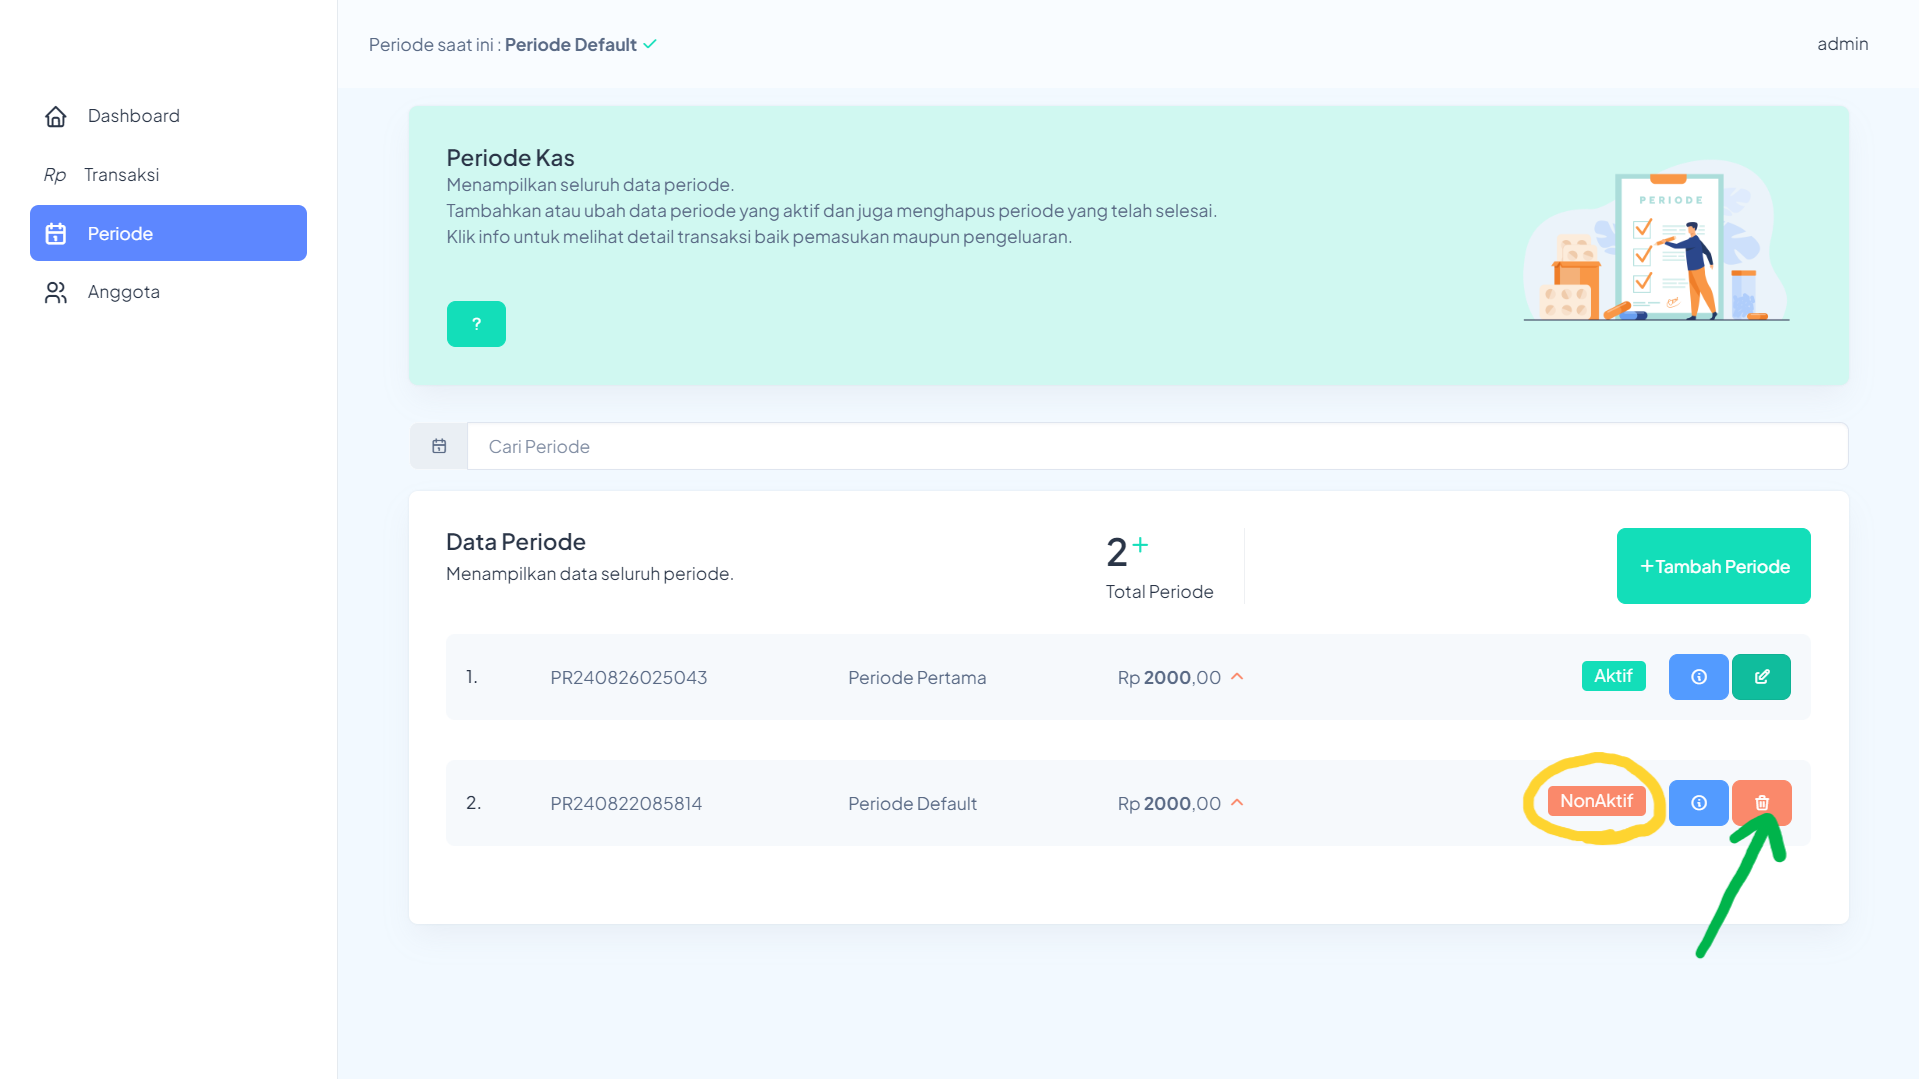 Periode saat ini : Periode Default
admin
Dashboard
Rp Transaksi
Periode
Anggota
Periode Kas
Menampilkan seluruh data periode.
Tambahkan atau ubah data periode yang aktif dan juga menghapus periode yang telah selesai.
Klik info untuk melihat detail transaksi baik pemasukan maupun pengeluaran.
?
PERIODE
Cari Periode
Data Periode
Menampilkan data seluruh periode.
2+
Total Periode
+Tambah Periode
1. PR240826025043 Periode Pertama Rp 2000,00 Aktif
2. PR240822085814 Periode Default Rp 2000,00 NonAktif